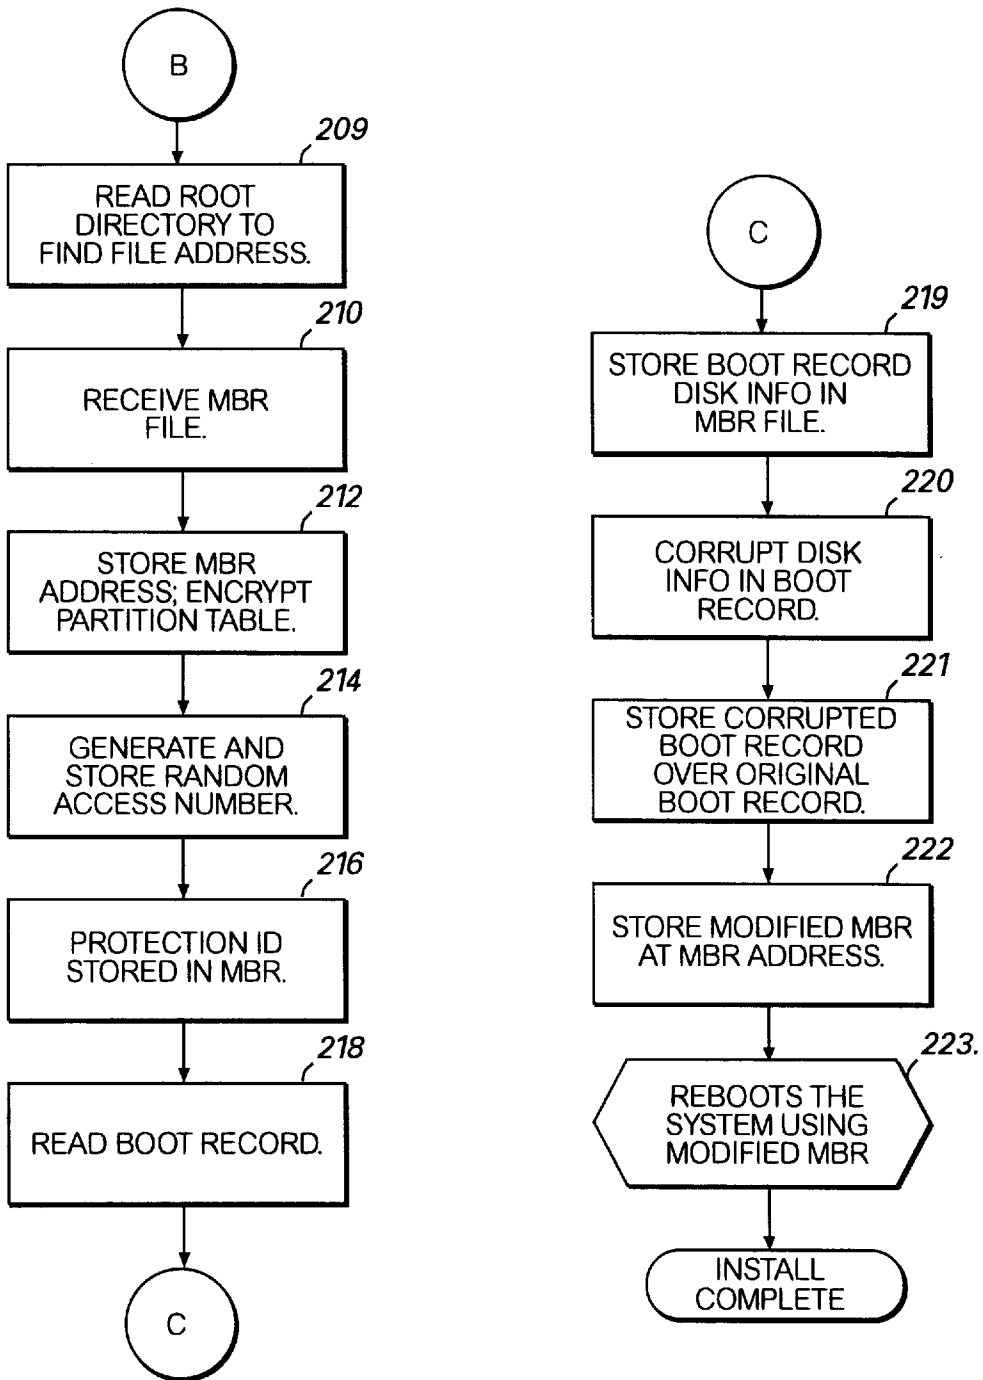 B
209
READ ROOT
DIRECTORY TO
FIND FILE ADDRESS.
210
RECEIVE MBR
FILE.
212
STORE MBR
ADDRESS; ENCRYPT
PARTITION TABLE.
214
GENERATE AND
STORE RANDOM
ACCESS NUMBER.
216
PROTECTION ID
STORED IN MBR.
218
READ BOOT RECORD.
C
C
219
STORE BOOT RECORD
DISK INFO IN
MBR FILE.
220
CORRUPT DISK
INFO IN BOOT
RECORD.
221
STORE CORRUPTED
BOOT RECORD
OVER ORIGINAL
BOOT RECORD.
222
STORE MODIFIED MBR
AT MBR ADDRESS.
223.
REBOOTS THE
SYSTEM USING
MODIFIED MBR
INSTALL
COMPLETE